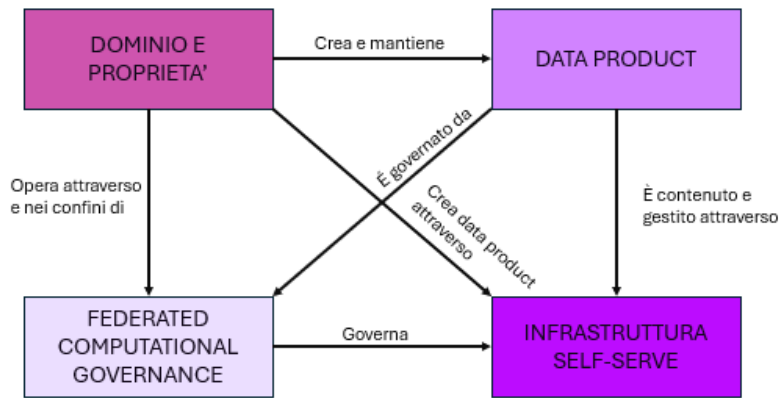 DOMINIO E
PROPRIETA’
Crea e mantiene
DATA PRODUCT
Opera attraverso
e nei confini di
È governato da
Crea data product
attraverso
È contenuto e
gestito attraverso
FEDERATED
COMPUTATIONAL
GOVERNANCE
Governa
INFRASTRUTTURA
SELF-SERVE